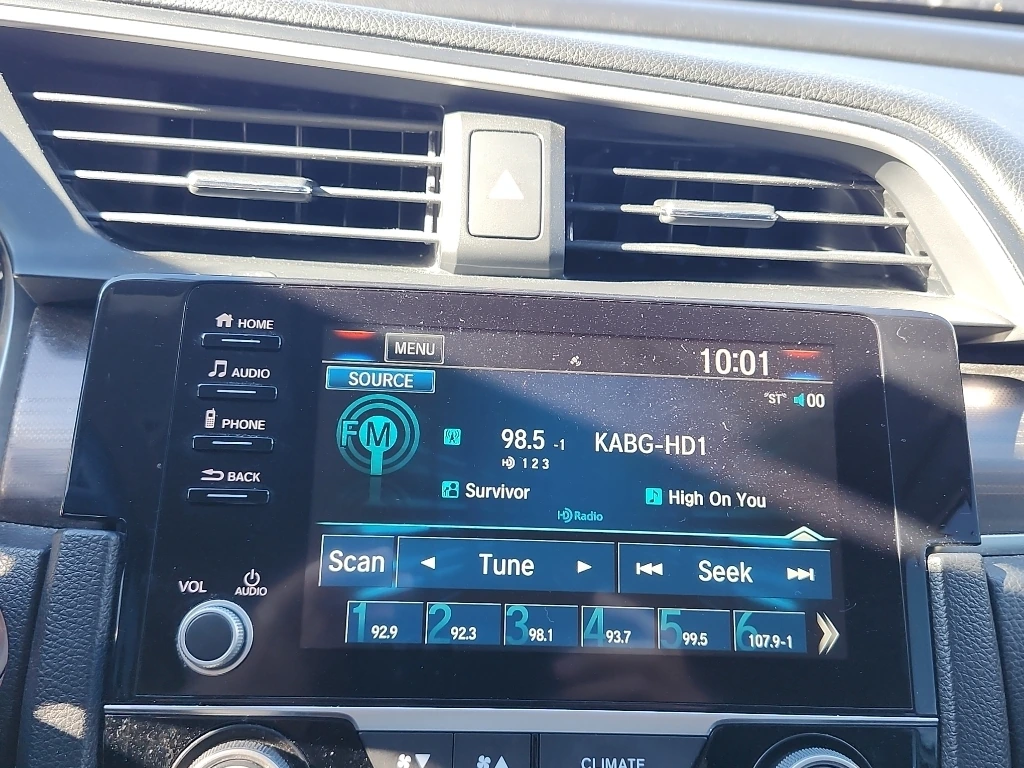 HOME
AUDIO
PHONE
BACK
VOL
AUDIO
MENU
10:01
SOURCE
"ST" 00
FM
98.5 -1 KABG-HD1
HD 1 2 3
Survivor High On You
HD Radio
Scan Tune Seek
1 92.9 2 92.3 3 98.1 4 93.7 5 99.5 6 107.9-1
CLIMATE